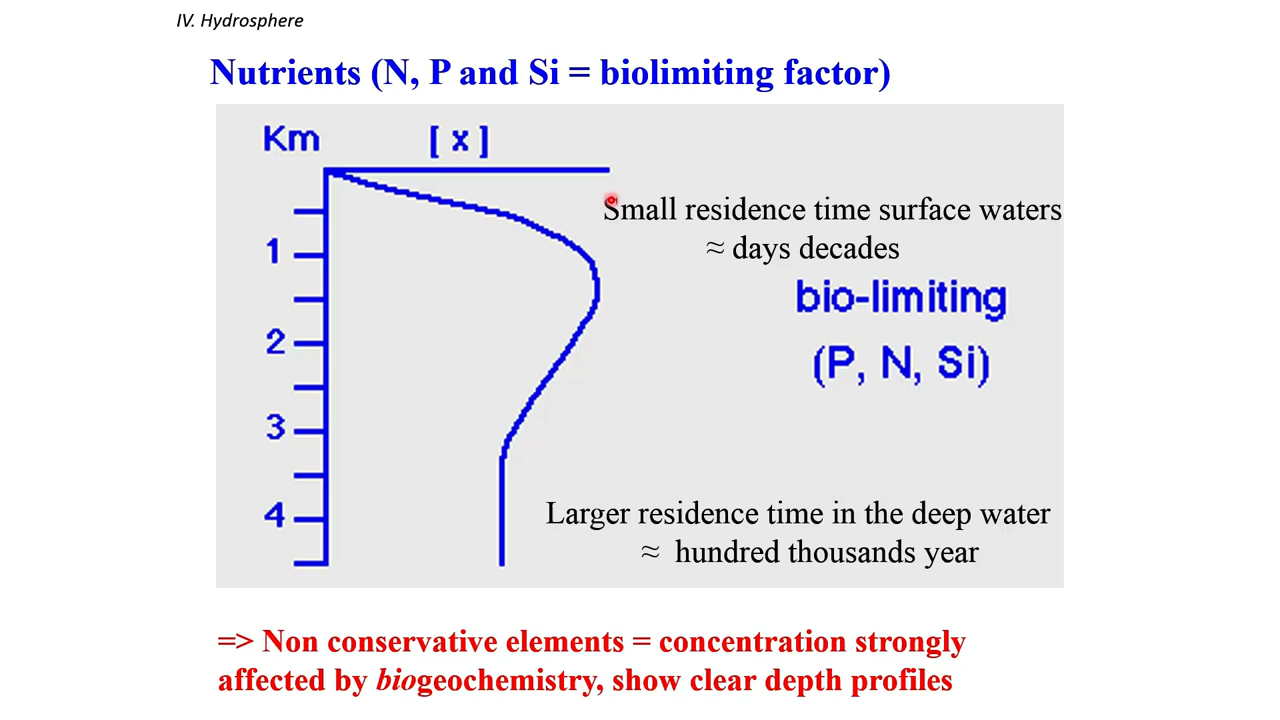 IV. Hydrosphere
Nutrients (N, P and Si = biolimiting factor)
Km
[ x ]
Small residence time surface waters
≈ days decades
1
bio-limiting
2
(P, N, Si)
3
4
Larger residence time in the deep water
≈ hundred thousands year
=> Non conservative elements = concentration strongly
affected by biogeochemistry, show clear depth profiles